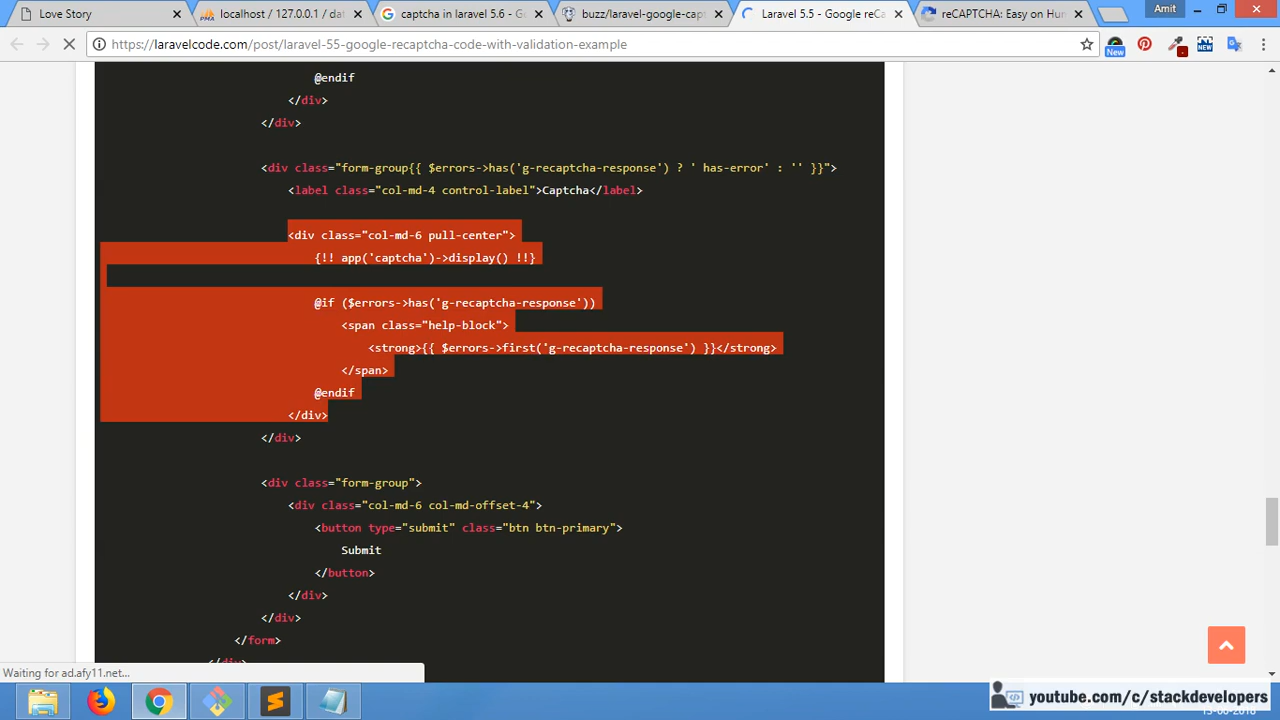 Love Story
localhost / 127.0.0.1 / dat
captcha in laravel 5.6 - Go
buzz/laravel-google-capt
Laravel 5.5 - Google reCA
reCAPTCHA: Easy on Hum
Amit
https://laravelcode.com/post/laravel-55-google-recaptcha-code-with-validation-example
New
@endif
</div>
</div>
<div class="form-group{{ $errors->has('g-recaptcha-response') ? ' has-error' : '' }}">
<label class="col-md-4 control-label">Captcha</label>
<div class="col-md-6 pull-center">
{!! app('captcha')->display() !!}
@if ($errors->has('g-recaptcha-response'))
<span class="help-block">
<strong>{{ $errors->first('g-recaptcha-response') }}</strong>
</span>
@endif
</div>
</div>
<div class="form-group">
<div class="col-md-6 col-md-offset-4">
<button type="submit" class="btn btn-primary">
Submit
</button>
</div>
</div>
</form>
</div>
Waiting for ad.afy11.net...
youtube.com/c/stackdevelopers